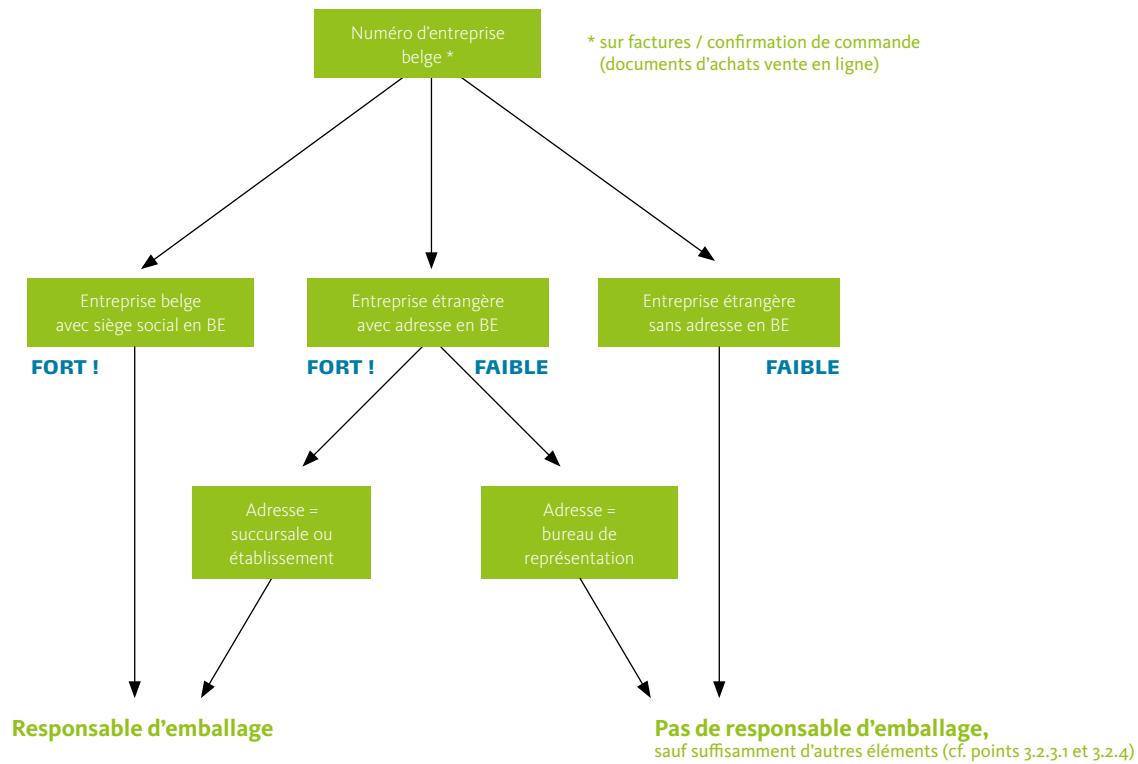 Numéro d'entreprise
belge *
* sur factures / confirmation de commande
(documents d'achats vente en ligne)
Entreprise belge
avec siège social en BE
Entreprise étrangère
avec adresse en BE
Entreprise étrangère
sans adresse en BE
FORT !
FORT !
FAIBLE
FAIBLE
Adresse =
succursale ou
établissement
Adresse =
bureau de
représentation
Responsable d'emballage
Pas de responsable d'emballage,
sauf suffisamment d'autres éléments (cf. points 3.2.3.1 et 3.2.4)